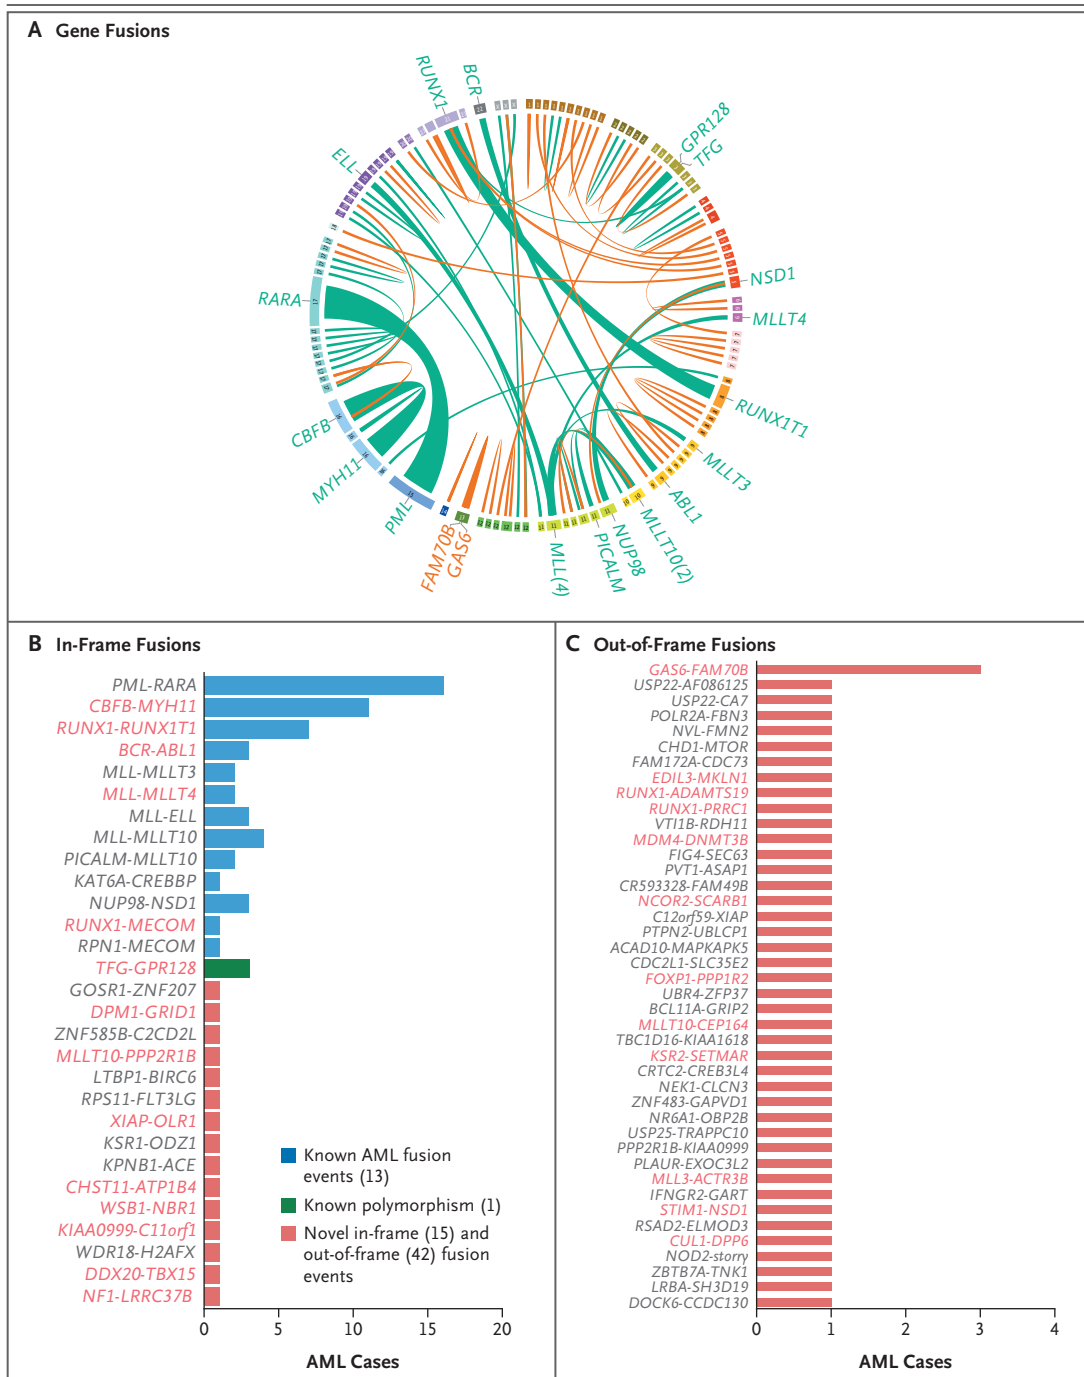 A Gene Fusions
RUNX1
BCR
GPR128
TFG
ELL
NSD1
RARA
MLLT4
RUNX1T1
CBFB
MLLT3
MYH11
ABL1
PML
MLLT10(2)
FAM70B
GAS6
NUP98
PICALM
MLL(4)
B In-Frame Fusions
PML-RARA
CBFB-MYH11
RUNX1-RUNX1T1
BCR-ABL1
MLL-MLLT3
MLL-MLLT4
MLL-ELL
MLL-MLLT10
PICALM-MLLT10
KAT6A-CREBBP
NUP98-NSD1
RUNX1-MECOM
RPN1-MECOM
TFG-GPR128
GOSR1-ZNF207
DPM1-GRID1
ZNF585B-C2CD2L
MLLT10-PPP2R1B
LTBP1-BIRC6
RPS11-FLT3LG
XIAP-OLR1
KSR1-ODZ1
KPNB1-ACE
CHST11-ATP1B4
WSB1-NBR1
KIAA0999-C11orf1
WDR18-H2AFX
DDX20-TBX15
NF1-LRRC37B
Known AML fusion
events (13)
Known polymorphism (1)
Novel in-frame (15) and
out-of-frame (42) fusion
events
0 5 10 15 20
AML Cases
C Out-of-Frame Fusions
GAS6-FAM70B
USP22-AF086125
USP22-CA7
POLR2A-FBN3
NVL-FMN2
CHD1-MTOR
FAM172A-CDC73
EDIL3-MKLN1
RUNX1-ADAMTS19
RUNX1-PRRC1
VTI1B-RDH11
MDM4-DNMT3B
FIG4-SEC63
PVT1-ASAP1
CR593328-FAM49B
NCOR2-SCARB1
C12orf59-XIAP
PTPN2-UBLCP1
ACAD10-MAPKAPK5
CDC2L1-SLC35E2
FOXP1-PPP1R2
UBR4-ZFP37
BCL11A-GRIP2
MLLT10-CEP164
TBC1D16-KIAA1618
KSR2-SETMAR
CRTC2-CREB3L4
NEK1-CLCN3
ZNF483-GAPVD1
NR6A1-OBP2B
USP25-TRAPPC10
PPP2R1B-KIAA0999
PLAUR-EXOC3L2
MLL3-ACTR3B
IFNGR2-GART
STIM1-NSD1
RSAD2-ELMOD3
CUL1-DPP6
NOD2-storry
ZBTB7A-TNK1
LRBA-SH3D19
DOCK6-CCDC130
0 1 2 3 4
AML Cases